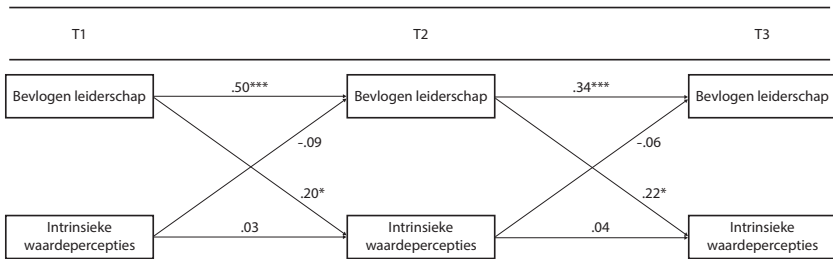 T1 T2 T3
Bevlogen leiderschap .50*** Bevlogen leiderschap .34*** Bevlogen leiderschap
-.09 -.06
.20* .22*
Intrinsieke
waardepercepties .03 Intrinsieke
waardepercepties .04 Intrinsieke
waardepercepties